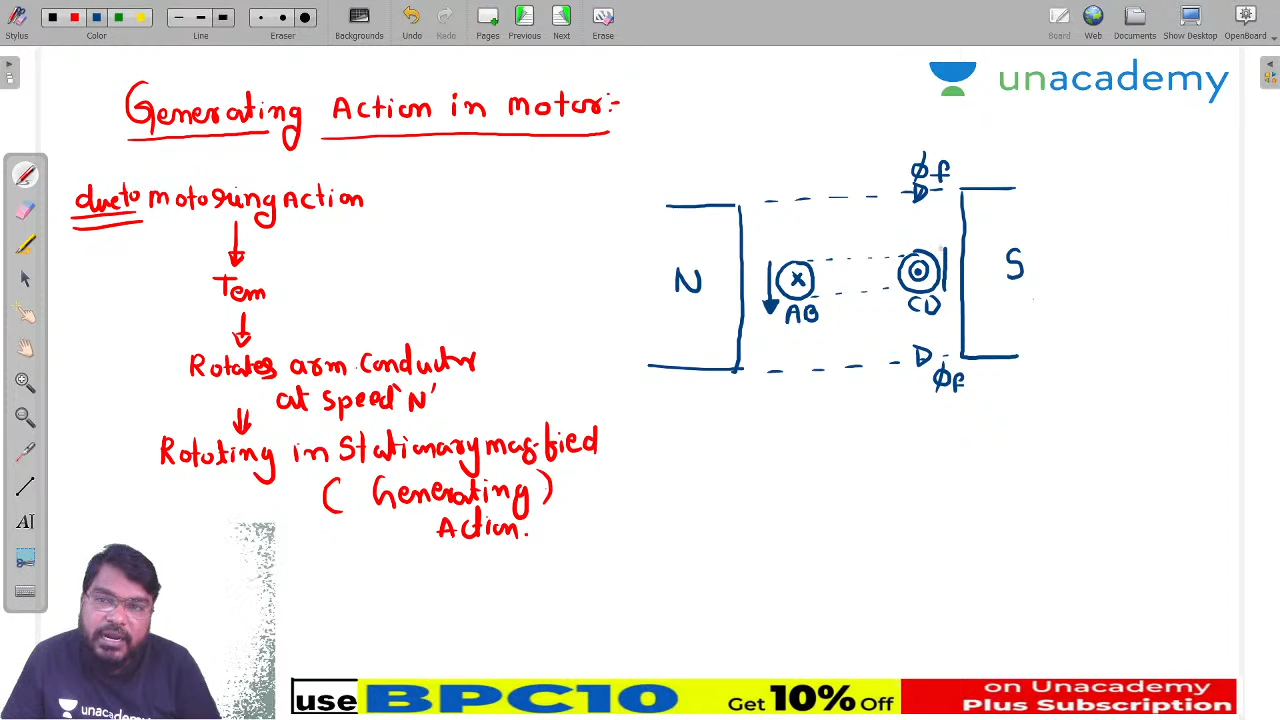 Stylus
Color
Line
Eraser
Backgrounds
Undo
Redo
Pages
Previous
Next
Erase
Board
Web
Documents
Show Desktop
OpenBoard
unacademy
Generating Action in motor:-
due to motoring Action
Tem
Rotates arm conductor
at speed 'N'
Rotating in stationary mag. field
(Generating)
Action.
φf
N
S
AB
CD
φf
unacademy
use BPC10 Get 10% Off
on Unacademy
Plus Subscription